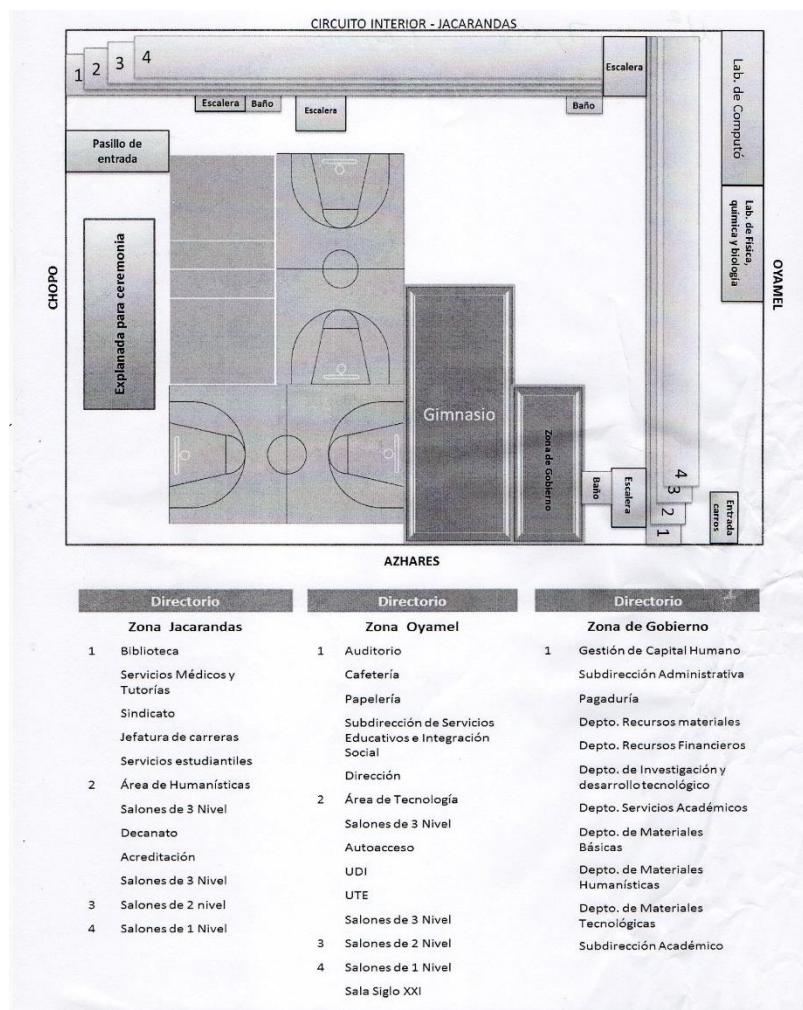 CIRCUITO INTERIOR - JACARANDAS
1
2
3
4
Escalera
Escalera
Baño
Escalera
Baño
Lab. de Computó
Pasillo de
entrada
Explanada para ceremonia
Lab. de Física,
química y biología
CHOPO
OYAMEL
Gimnasio
Zona de Gobierno
Baño
Escalera
4
3
2
1
Entrada
carros
AZHARES
Directorio
Zona Jacarandas
1 Biblioteca
Servicios Médicos y
Tutorías
Sindicato
Jefatura de carreras
Servicios estudiantiles
2 Área de Humanísticas
Salones de 3 Nivel
Decanato
Acreditación
Salones de 3 Nivel
3 Salones de 2 nivel
4 Salones de 1 Nivel
Directorio
Zona Oyamel
1 Auditorio
Cafetería
Papelería
Subdirección de Servicios
Educativos e Integración
Social
Dirección
2 Área de Tecnología
Salones de 3 Nivel
Autoacceso
UDI
UTE
Salones de 3 Nivel
3 Salones de 2 Nivel
4 Salones de 1 Nivel
Sala Siglo XXI
Directorio
Zona de Gobierno
1 Gestión de Capital Humano
Subdirección Administrativa
Pagaduría
Depto. Recursos materiales
Depto. Recursos Financieros
Depto. de Investigación y
desarrollo tecnológico
Depto. Servicios Académicos
Depto. de Materiales
Básicas
Depto. de Materiales
Humanísticas
Depto. de Materiales
Tecnológicas
Subdirección Académico